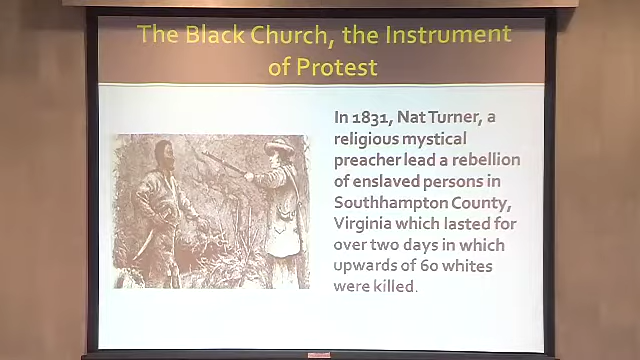 The Black Church, the Instrument
of Protest
In 1831, Nat Turner, a
religious mystical
preacher lead a rebellion
of enslaved persons in
Southhampton County,
Virginia which lasted for
over two days in which
upwards of 60 whites
were killed.